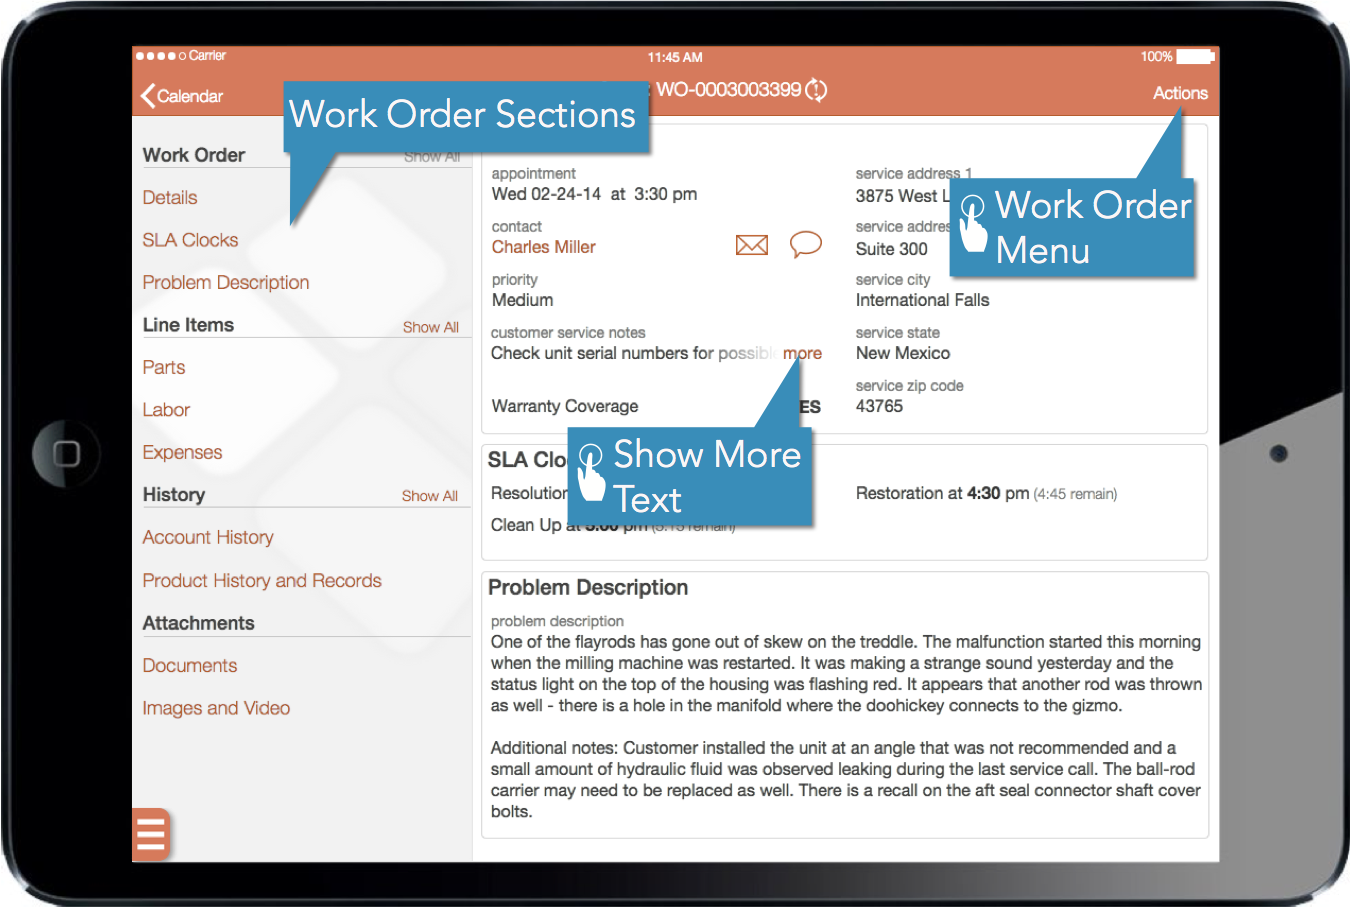 Carrier
11:45 AM
100%
Calendar
Work Order Sections
: WO-0003003399
Actions
Work Order
Show All
Details
SLA Clocks
Problem Description
Line Items
Show All
Parts
Labor
Expenses
History
Show All
Account History
Product History and Records
Attachments
Documents
Images and Video
appointment
Wed 02-24-14 at 3:30 pm
contact
Charles Miller
priority
Medium
customer service notes
Check unit serial numbers for possible more
Warranty Coverage
ES
service address 1
3875 West L
service addres
Suite 300
service city
International Falls
service state
New Mexico
service zip code
43765
Work Order
Menu
Show More
Text
SLA Clo
Resolution
Restoration at 4:30 pm (4:45 remain)
Clean Up at 5:00 pm (5:15 remain)
Problem Description
problem description
One of the flayrods has gone out of skew on the treddle. The malfunction started this morning
when the milling machine was restarted. It was making a strange sound yesterday and the
status light on the top of the housing was flashing red. It appears that another rod was thrown
as well - there is a hole in the manifold where the doohickey connects to the gizmo.
Additional notes: Customer installed the unit at an angle that was not recommended and a
small amount of hydraulic fluid was observed leaking during the last service call. The ball-rod
carrier may need to be replaced as well. There is a recall on the aft seal connector shaft cover
bolts.